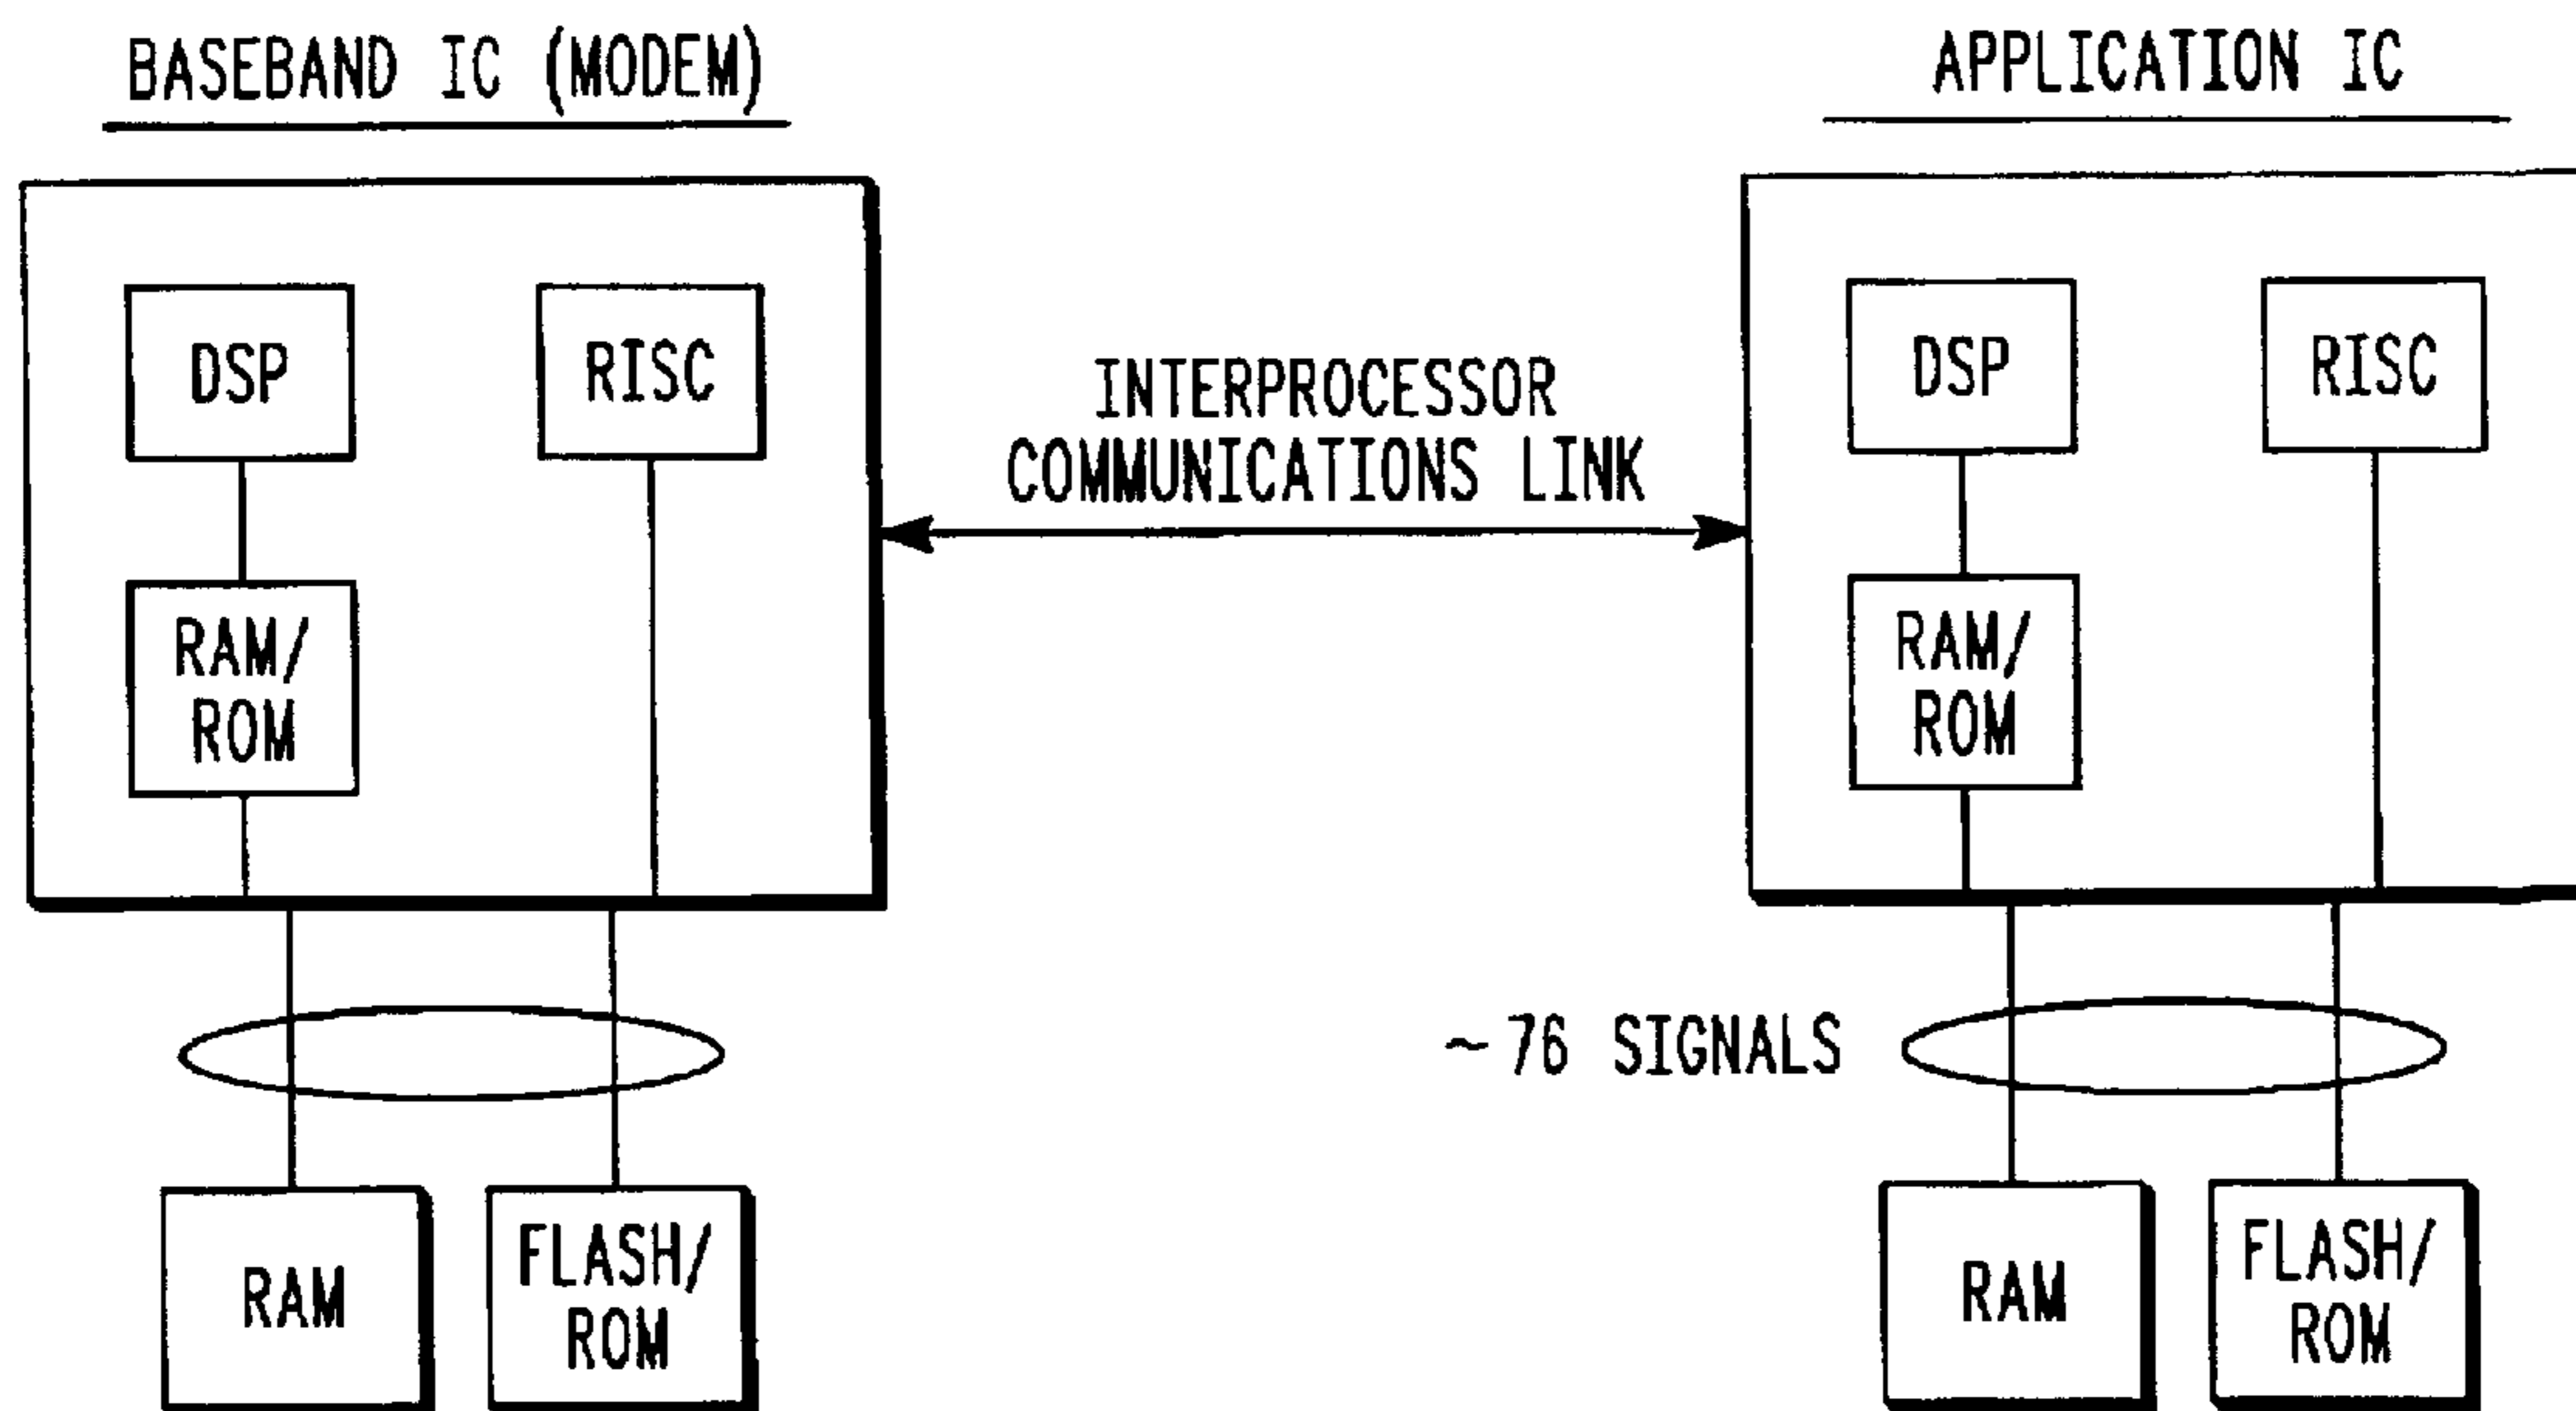 BASEBAND IC (MODEM)
APPLICATION IC
DSP
RISC
INTERPROCESSOR
COMMUNICATIONS LINK
DSP
RISC
RAM/
ROM
RAM/
ROM
~76 SIGNALS
RAM
FLASH/
ROM
RAM
FLASH/
ROM